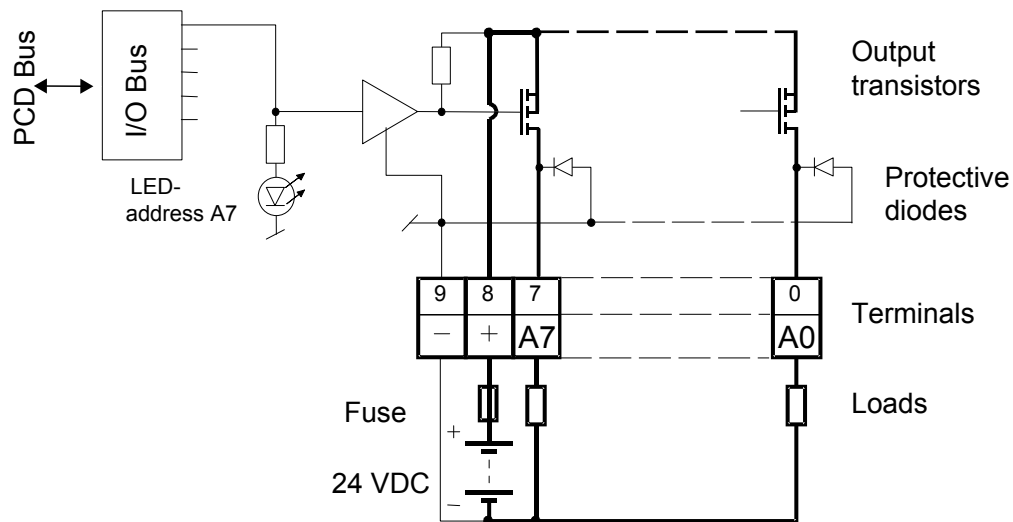 PCD Bus
I/O Bus
LED-
address A7
Output
transistors
Protective
diodes
9 8 7 0
− + A7 A0
Terminals
Fuse
Loads
+
24 VDC
−